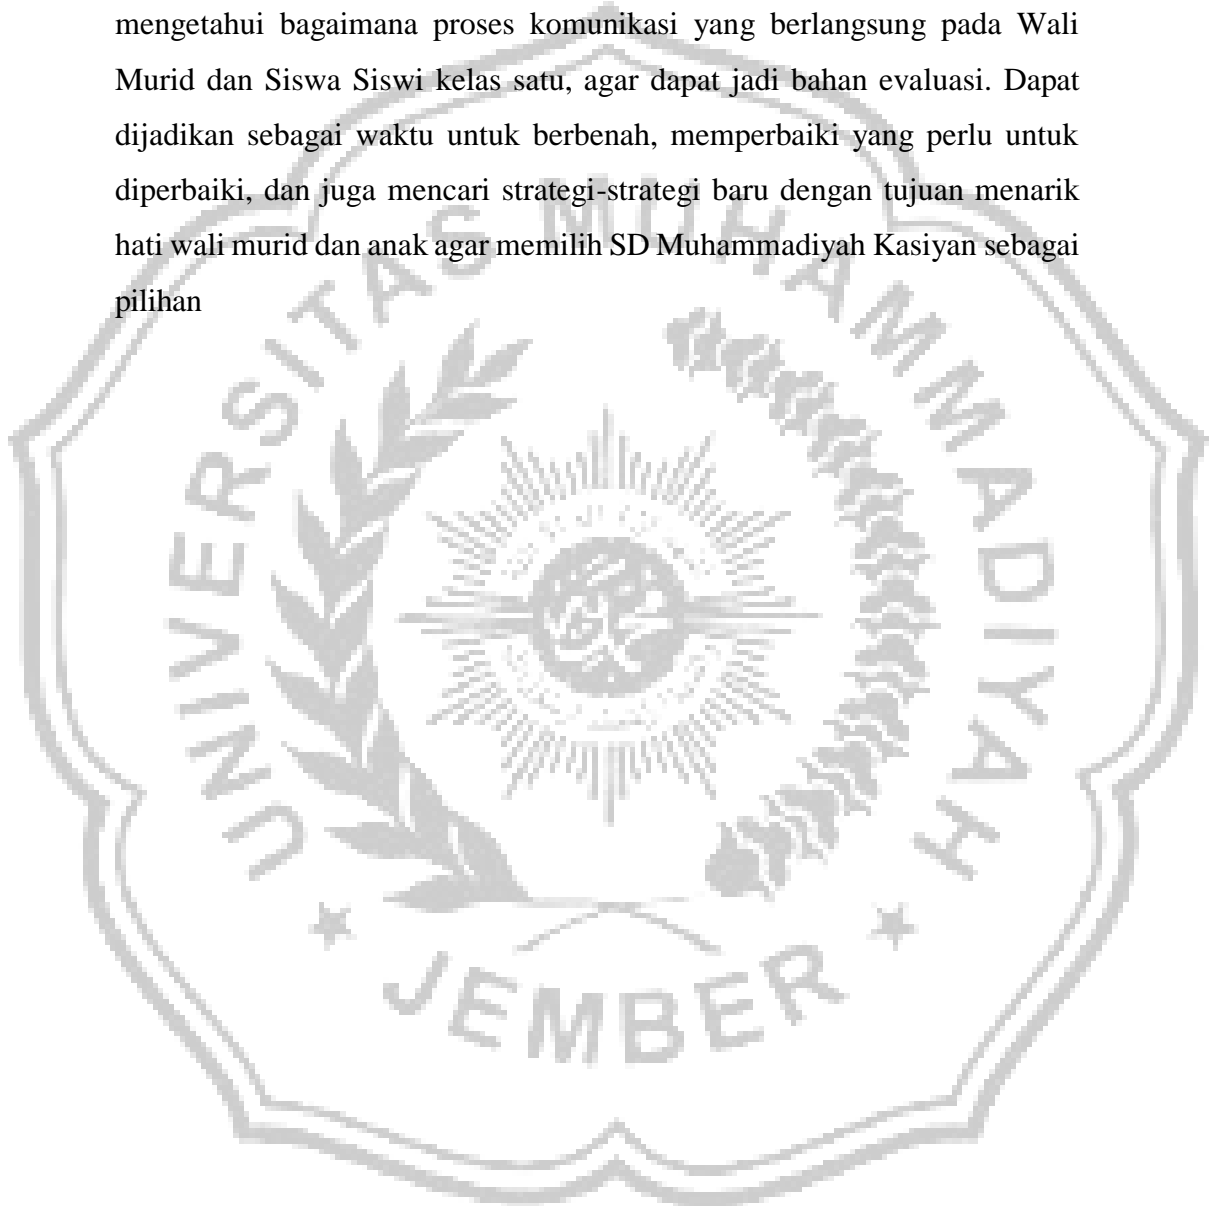 mengetahui bagaimana proses komunikasi yang berlangsung pada Wali
Murid dan Siswa Siswi kelas satu, agar dapat jadi bahan evaluasi. Dapat
dijadikan sebagai waktu untuk berbenah, memperbaiki yang perlu untuk
diperbaiki, dan juga mencari strategi-strategi baru dengan tujuan menarik
hati wali murid dan anak agar memilih SD Muhammadiyah Kasiyan sebagai
pilihan
UNIVERSITAS MUHAMMADIYAH
JEMBER